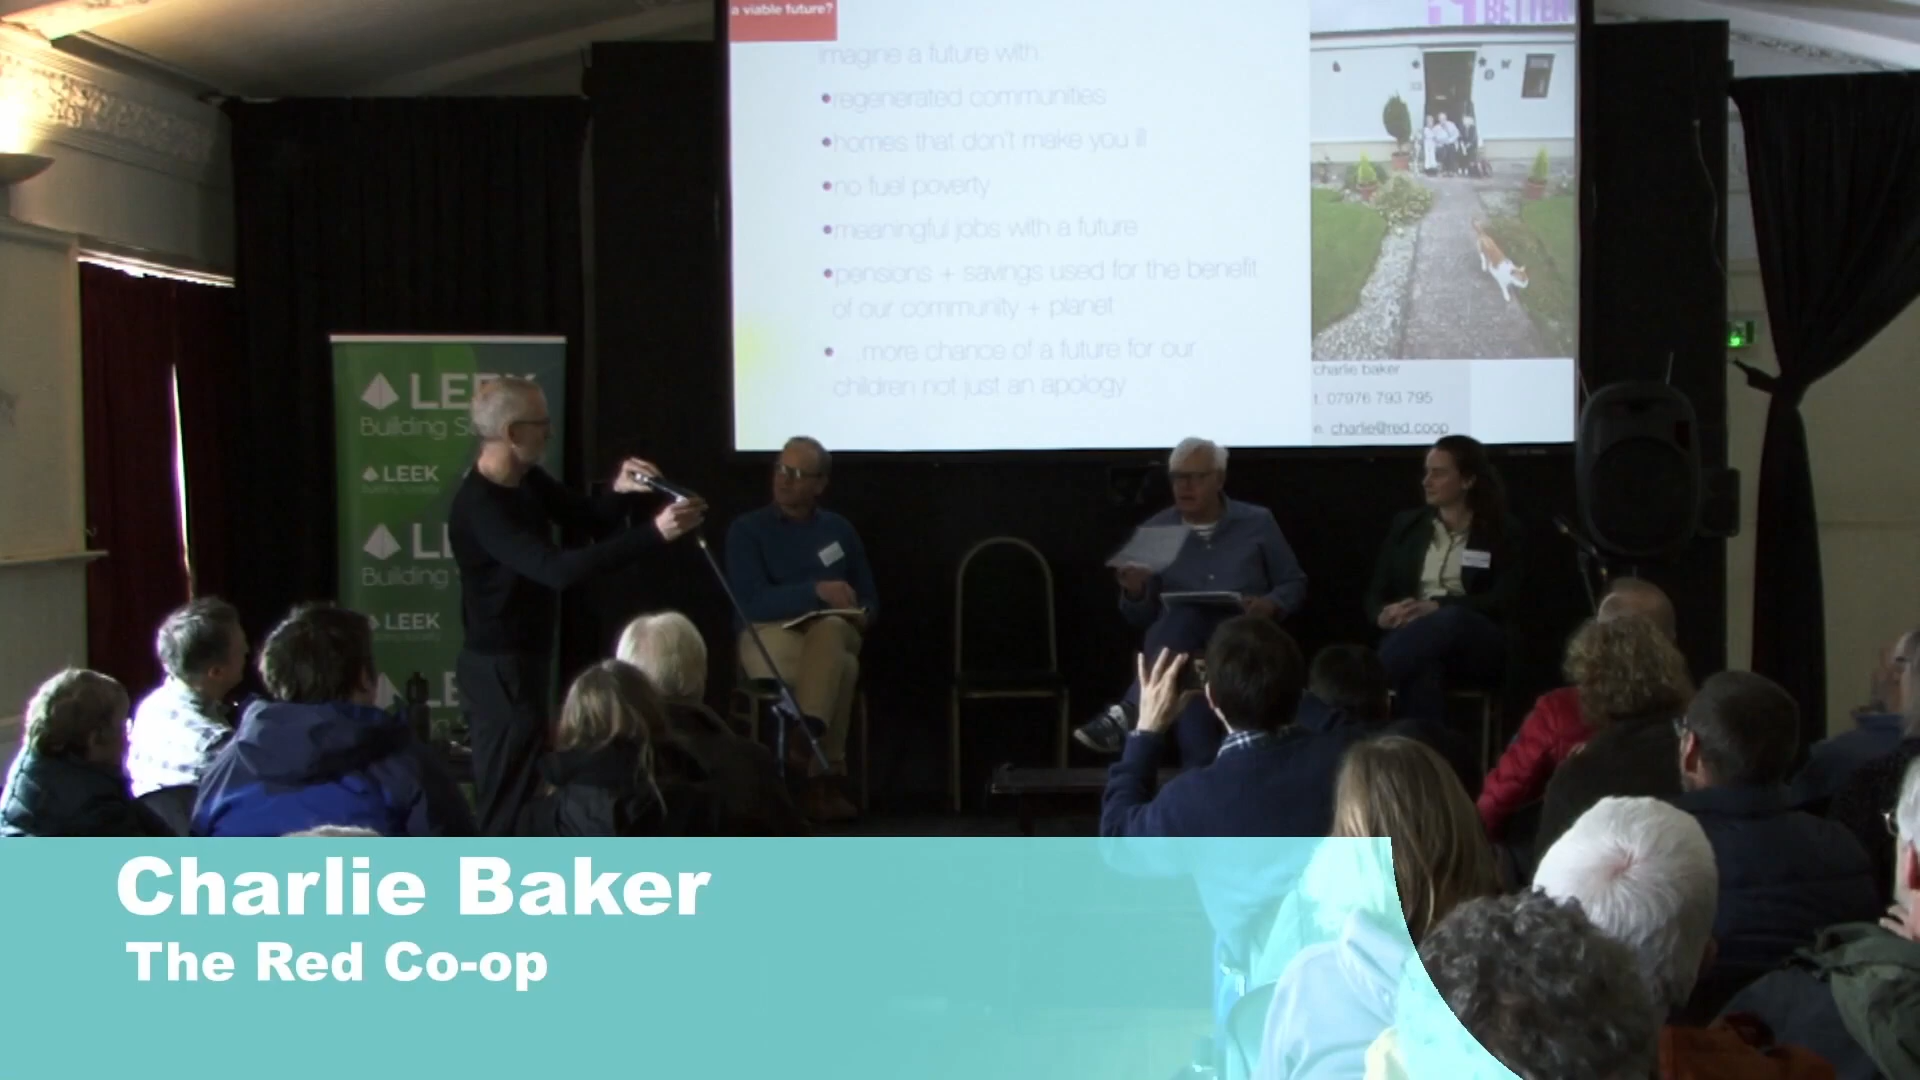 a viable future?
imagine a future with
•regenerated communities
•homes that don't make you ill
•no fuel poverty
•meaningful jobs with a future
•pensions + savings used for the benefit
of our community + planet
• ...more chance of a future for our
children not just an apology
BETTER
charlie baker
t. 07976 793 795
e. charlie@red.coop
LEEK
Building
LEEK
Building
LEEK
Charlie Baker
The Red Co-op